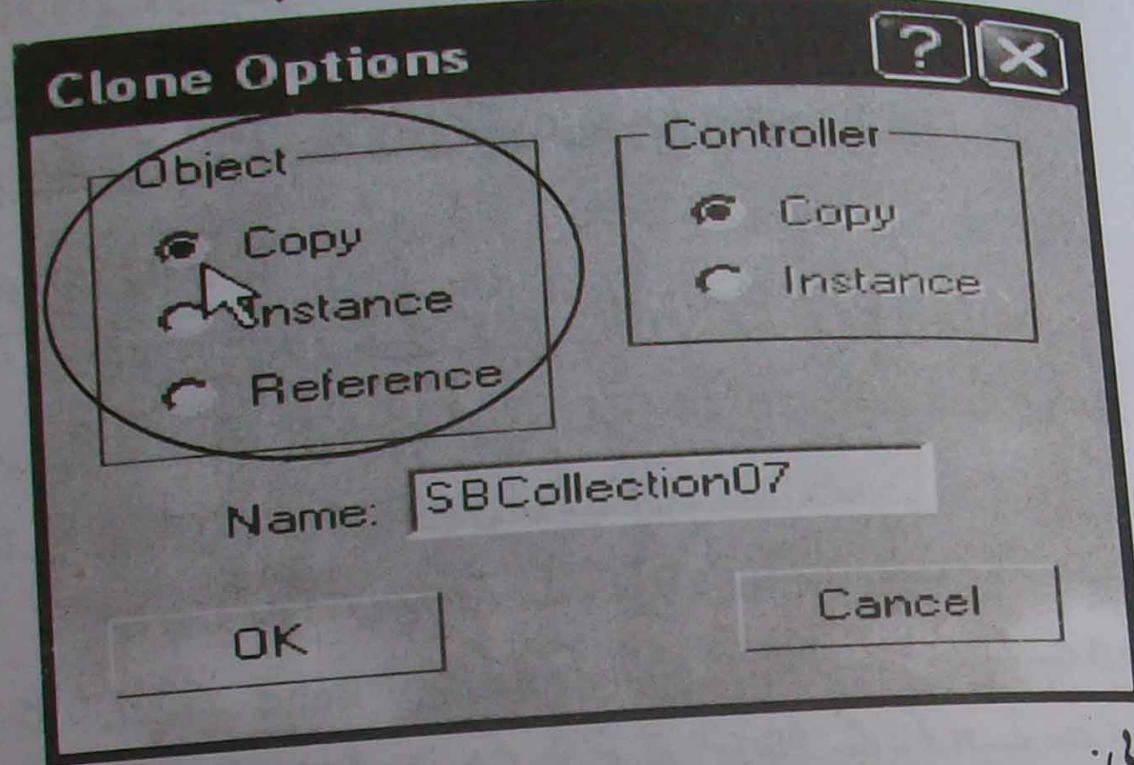 Clone Options
Object
Copy
Instance
Reference
Controller
Copy
Instance
Name: SBCollection07
OK
Cancel